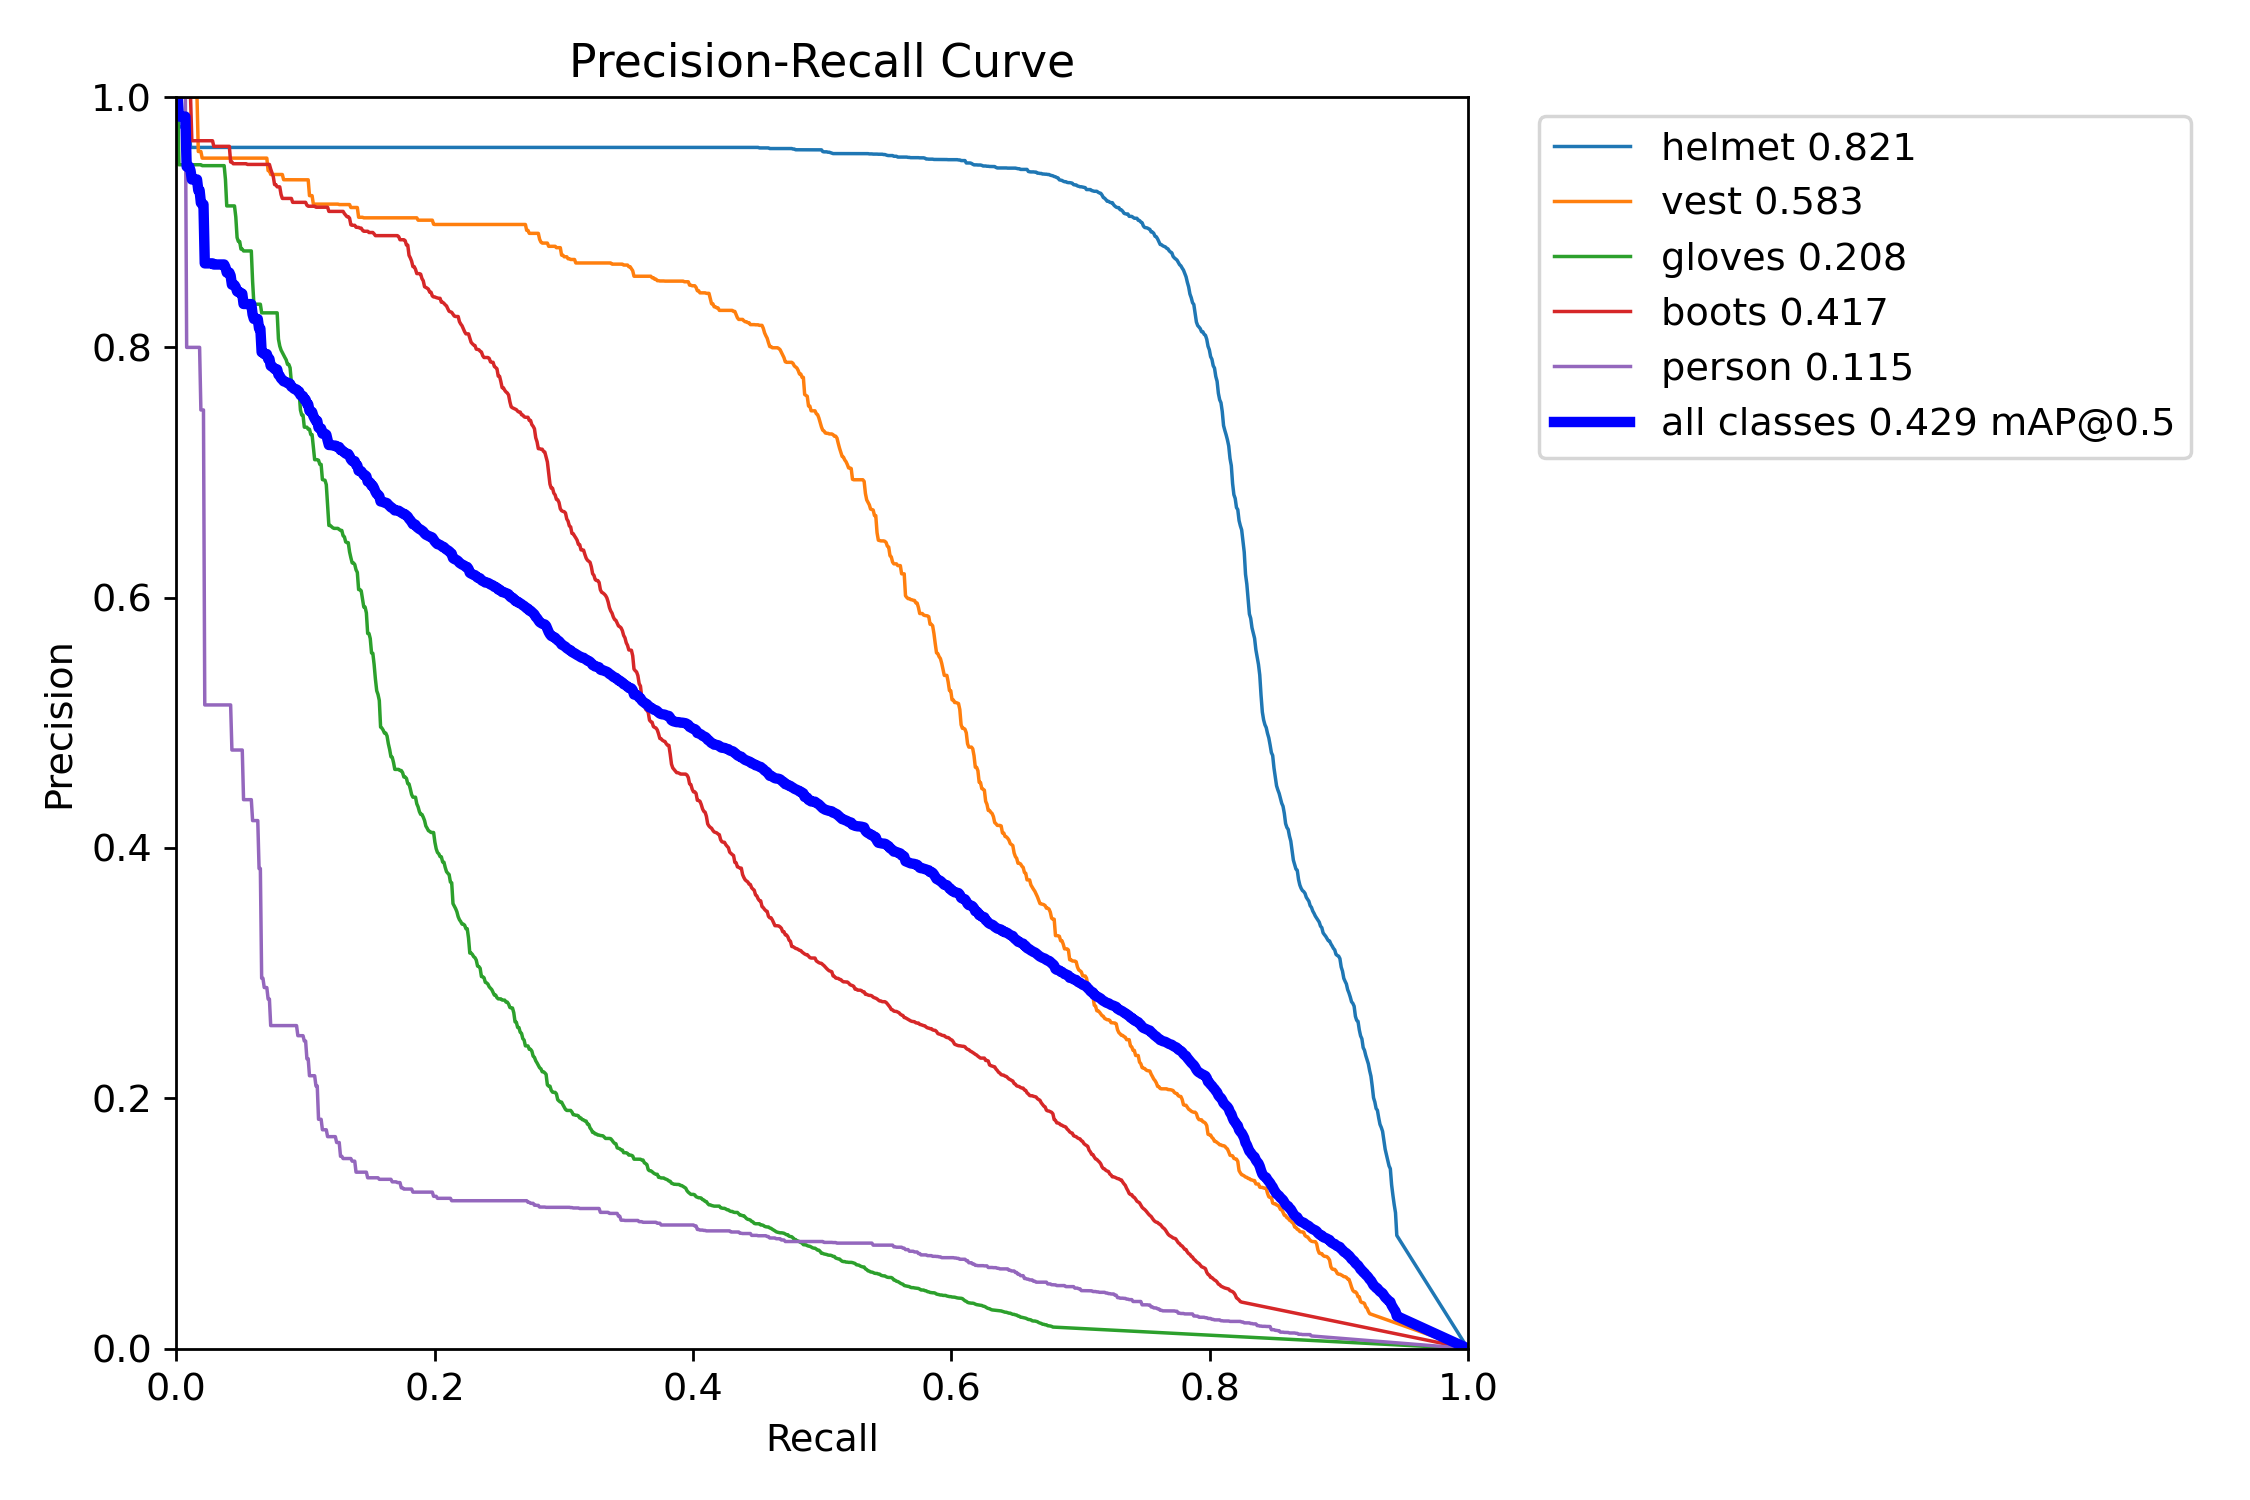 Precision-Recall Curve
1.0
0.8
0.6
0.4
0.2
0.0
Precision
0.0 0.2 0.4 0.6 0.8 1.0
Recall
helmet 0.821
vest 0.583
gloves 0.208
boots 0.417
person 0.115
all classes 0.429 mAP@0.5